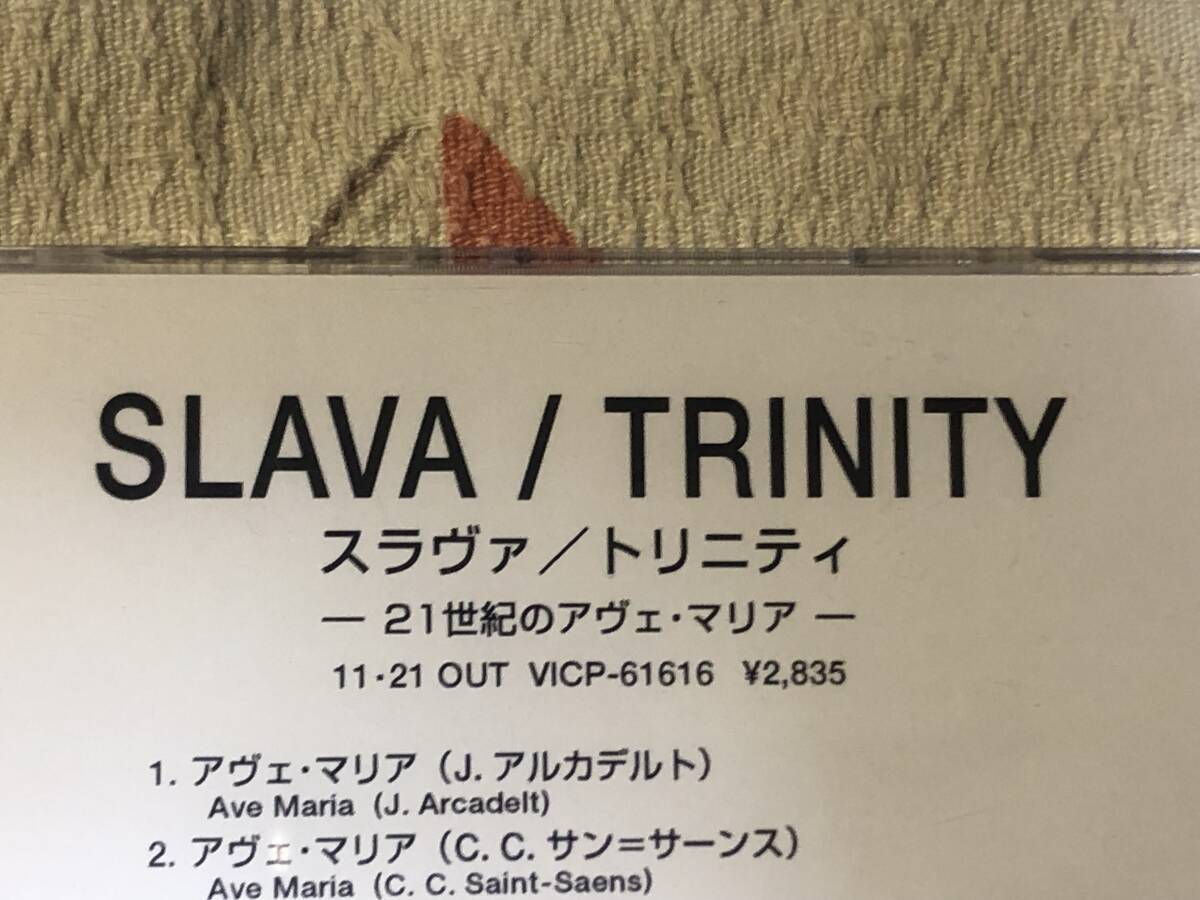 SLAVA / TRINITY
スラヴァ／トリニティ
― 21世紀のアヴェ・マリア ―
11・21 OUT VICP-61616 ¥2,835
1. アヴェ・マリア（J. アルカデルト）
Ave Maria (J. Arcadelt)
2. アヴェ・マリア（C. C. サン＝サーンス）
Ave Maria (C. C. Saint-Saens)